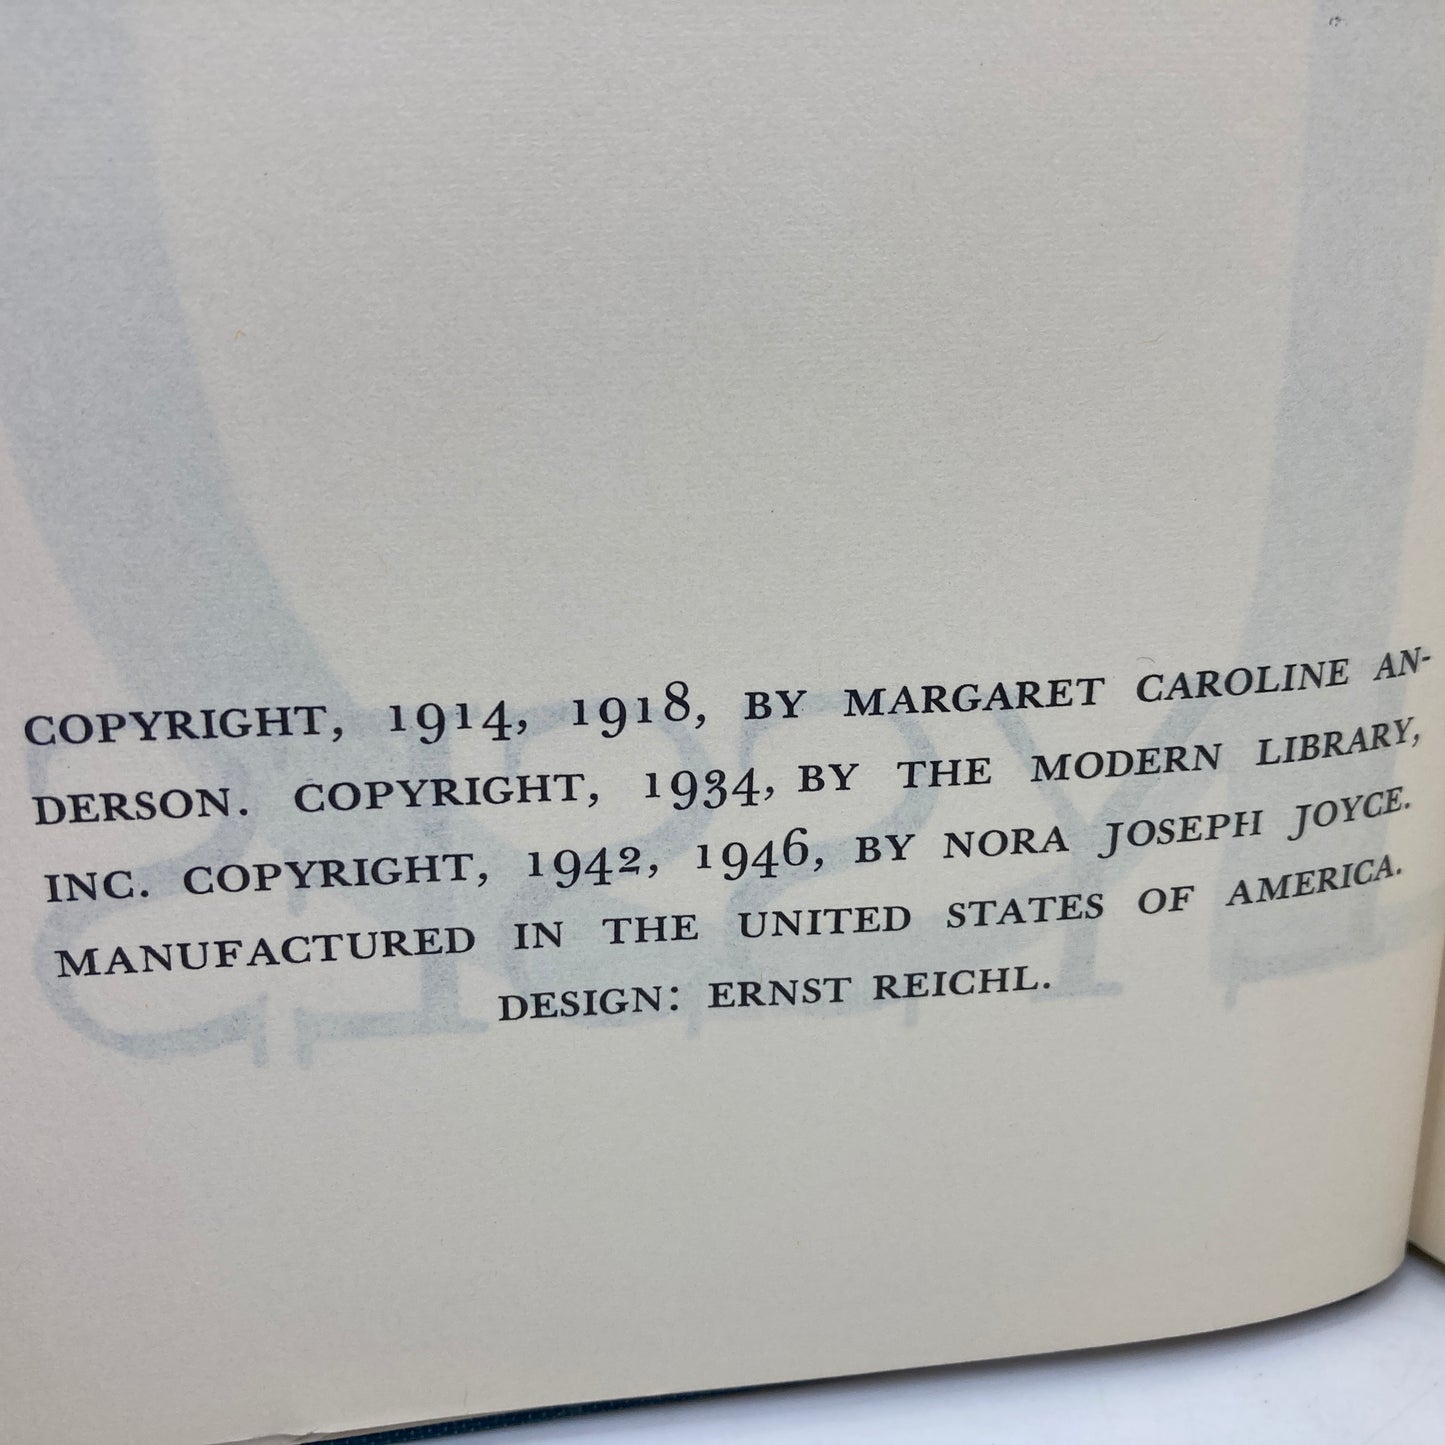 COPYRIGHT, 1914, 1918, BY MARGARET CAROLINE AN-
DERSON. COPYRIGHT, 1934, BY THE MODERN LIBRARY,
INC. COPYRIGHT, 1942, 1946, BY NORA JOSEPH JOYCE.
MANUFACTURED IN THE UNITED STATES OF AMERICA.
DESIGN: ERNST REICHL.